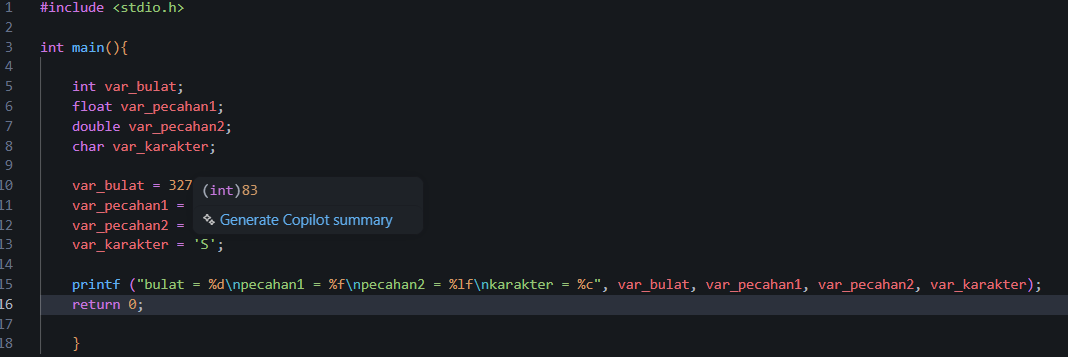 1 #include <stdio.h>
2
3 int main(){
4
5 int var_bulat;
6 float var_pecahan1;
7 double var_pecahan2;
8 char var_karakter;
9
10 var_bulat = 327
(int)83
11 var_pecahan1 =
Generate Copilot summary
12 var_pecahan2 =
13 var_karakter = 'S';
14
15 printf ("bulat = %d\npecahan1 = %f\npecahan2 = %lf\nkarakter = %c", var_bulat, var_pecahan1, var_pecahan2, var_karakter);
16 return 0;
17
18 }